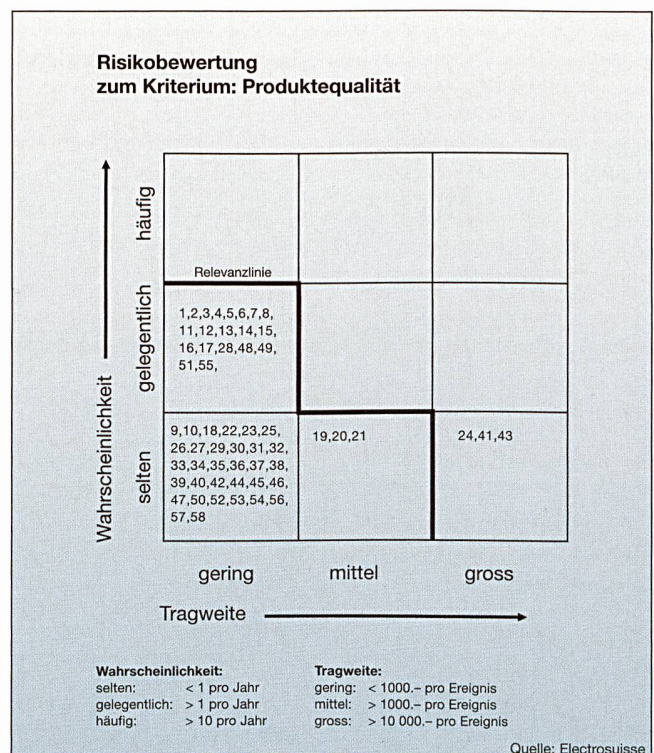 Risikobewertung
zum Kriterium: Produktequalität
häufig
Relevanzlinie
gelegentlich
1,2,3,4,5,6,7,8,
11,12,13,14,15,
16,17,28,48,49,
51,55,
selten
9,10,18,22,23,25,
26.27,29,30,31,32,
33,34,35,36,37,38,
39,40,42,44,45,46,
47,50,52,53,54,56,
57,58
19,20,21
24,41,43
Wahrscheinlichkeit
gering mittel gross
Tragweite
Wahrscheinlichkeit:
selten: < 1 pro Jahr
gelegentlich: > 1 pro Jahr
häufig: > 10 pro Jahr
Tragweite:
gering: < 1000.– pro Ereignis
mittel: > 1000.– pro Ereignis
gross: > 10 000.– pro Ereignis
Quelle: Electrosuisse